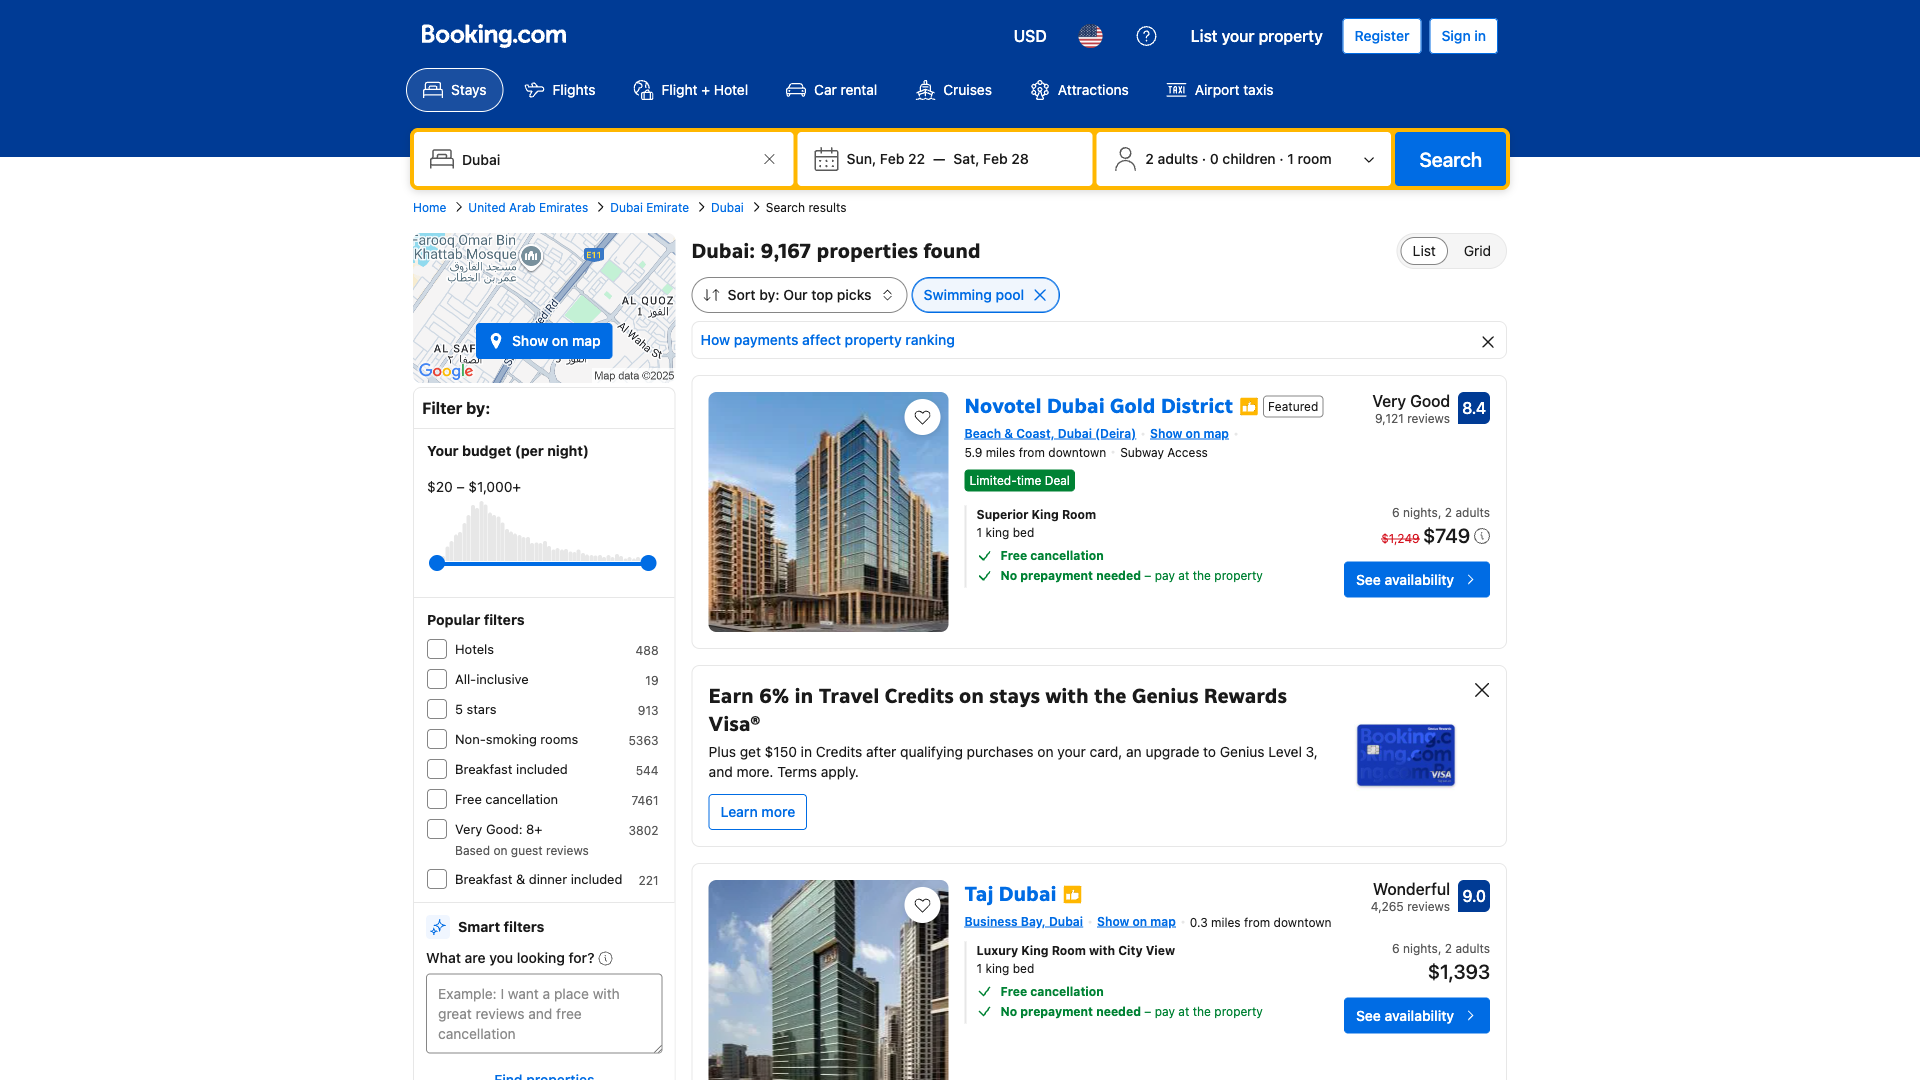 Booking.com
USD
List your property
Register
Sign in
Stays
Flights
Flight + Hotel
Car rental
Cruises
Attractions
TAXI
Airport taxis
Dubai
Sun, Feb 22 — Sat, Feb 28
2 adults · 0 children · 1 room
Search
Home > United Arab Emirates > Dubai Emirate > Dubai > Search results
Farooq Omar Bin
Khattab Mosque
مسجد الفاروق
عمر بن الخطاب
E11
AL QUOZ 1
القوز 1
Al Waha St
AL SAF
الصفا ٢
Show on map
Google
Map data ©2025
Filter by:
Your budget (per night)
$20 – $1,000+
Popular filters
Hotels 488
All-inclusive 19
5 stars 913
Non-smoking rooms 5363
Breakfast included 544
Free cancellation 7461
Very Good: 8+ 3802
Based on guest reviews
Breakfast & dinner included 221
Smart filters
What are you looking for?
Example: I want a place with
great reviews and free
cancellation
Find properties
Dubai: 9,167 properties found
List
Grid
Sort by: Our top picks
Swimming pool
How payments affect property ranking
Novotel Dubai Gold District
Featured
Very Good
9,121 reviews
8.4
Beach & Coast, Dubai (Deira) · Show on map ·
5.9 miles from downtown · Subway Access
Limited-time Deal
Superior King Room
1 king bed
Free cancellation
No prepayment needed – pay at the property
6 nights, 2 adults
$1,249 $749
See availability
Earn 6% in Travel Credits on stays with the Genius Rewards
Visa®
Plus get $150 in Credits after qualifying purchases on your card, an upgrade to Genius Level 3,
and more. Terms apply.
Learn more
Booking.c
king.com
ng.com
VISA
Taj Dubai
Wonderful
4,265 reviews
9.0
Business Bay, Dubai · Show on map · 0.3 miles from downtown
Luxury King Room with City View
1 king bed
Free cancellation
No prepayment needed – pay at the property
6 nights, 2 adults
$1,393
See availability